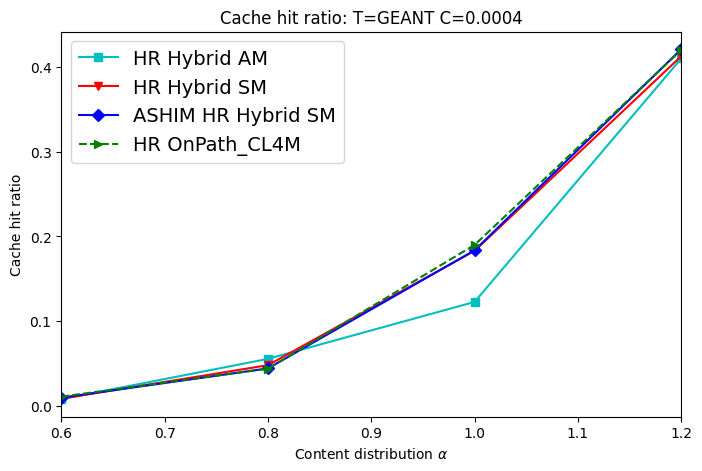 Cache hit ratio: T=GEANT C=0.0004
HR Hybrid AM
HR Hybrid SM
ASHIM HR Hybrid SM
HR OnPath_CL4M
Cache hit ratio
0.4
0.3
0.2
0.1
0.0
0.6 0.7 0.8 0.9 1.0 1.1 1.2
Content distribution α